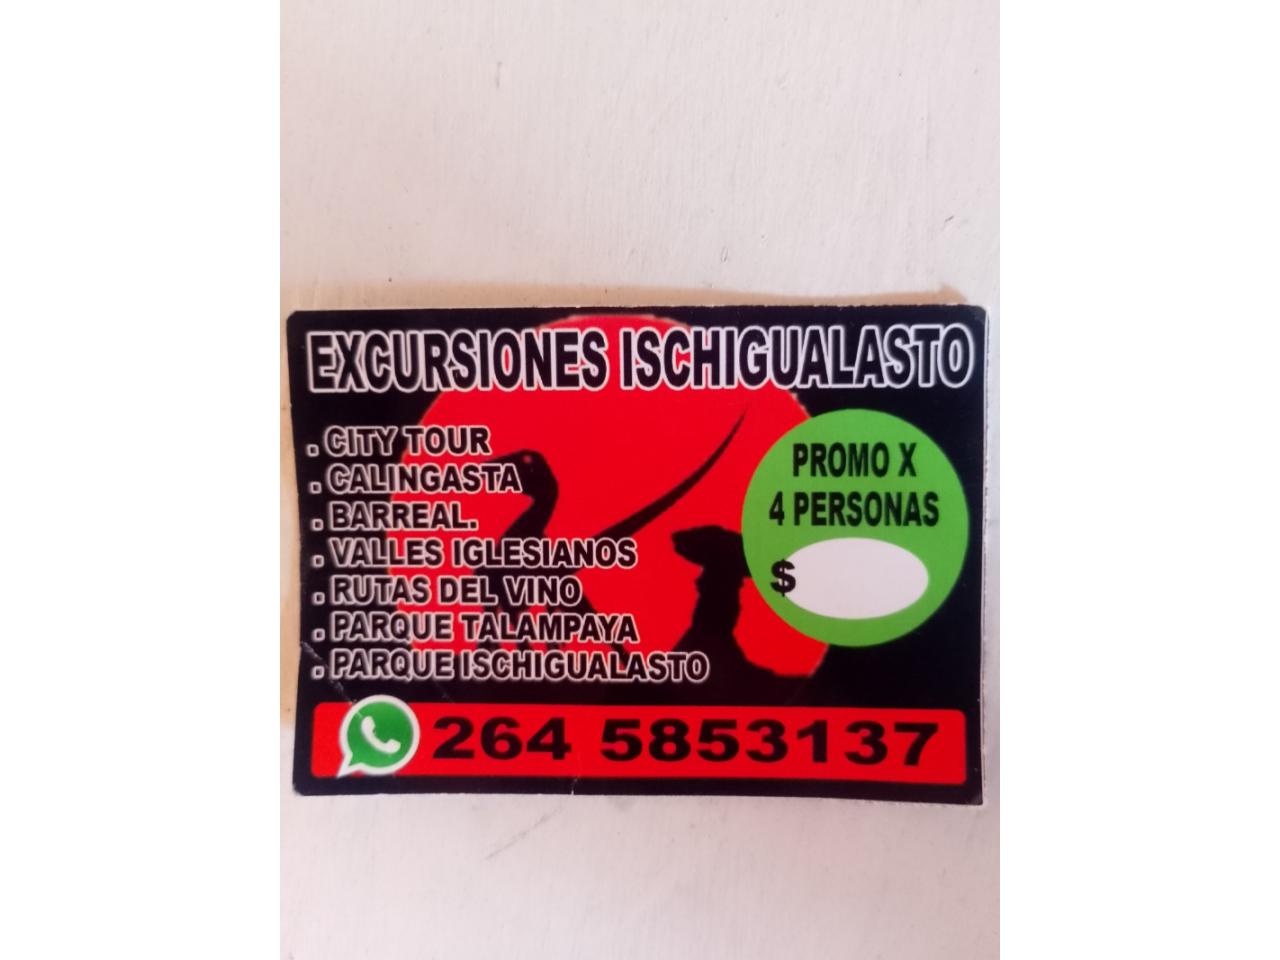 EXCURSIONES ISCHIGUALASTO
. CITY TOUR
. CALINGASTA
. BARREAL.
. VALLES IGLESIANOS
. RUTAS DEL VINO
. PARQUE TALAMPAYA
. PARQUE ISCHIGUALASTO
PROMO X
4 PERSONAS
$
264 5853137